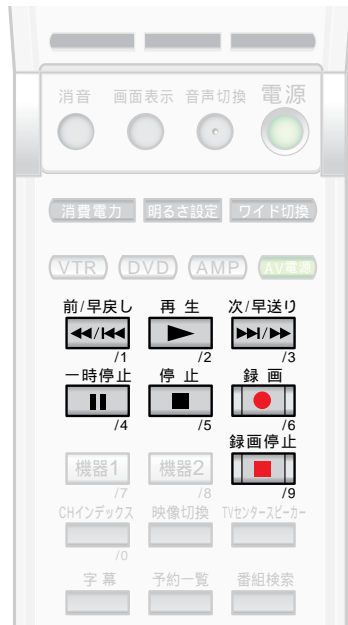 消音 画面表示 音声切換 電源
消費電力 明るさ設定 ワイド切換
VTR DVD AMP AV電源
前/早戻し 再生 次/早送り
/1 /2 /3
一時停止 停止 録画
/4 /5 /6
録画停止
機器1 機器2
/7 /8 /9
CHインデックス 映像切換 TVセンタースピーカー
/0
字幕 予約一覧 番組検索